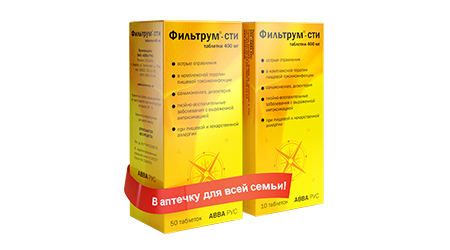 Фильтрум®-сти
таблетки 400 мг
острые отравления
в комплексной терапии
пищевой токсикоинфекции
сальмонеллез, дизентерия
гнойно-воспалительные
заболевания с выраженной
интоксикацией
при пищевой и лекарственной
аллергии
50 таблеток
АВВА РУС
Фильтрум®-сти
таблетки 400 мг
острые отравления
в комплексной терапии
пищевой токсикоинфекции
сальмонеллез, дизентерия
гнойно-воспалительные
заболевания с выраженной
интоксикацией
при пищевой и лекарственной
аллергии
10 таблеток
АВВА РУС
В аптечку для всей семьи!